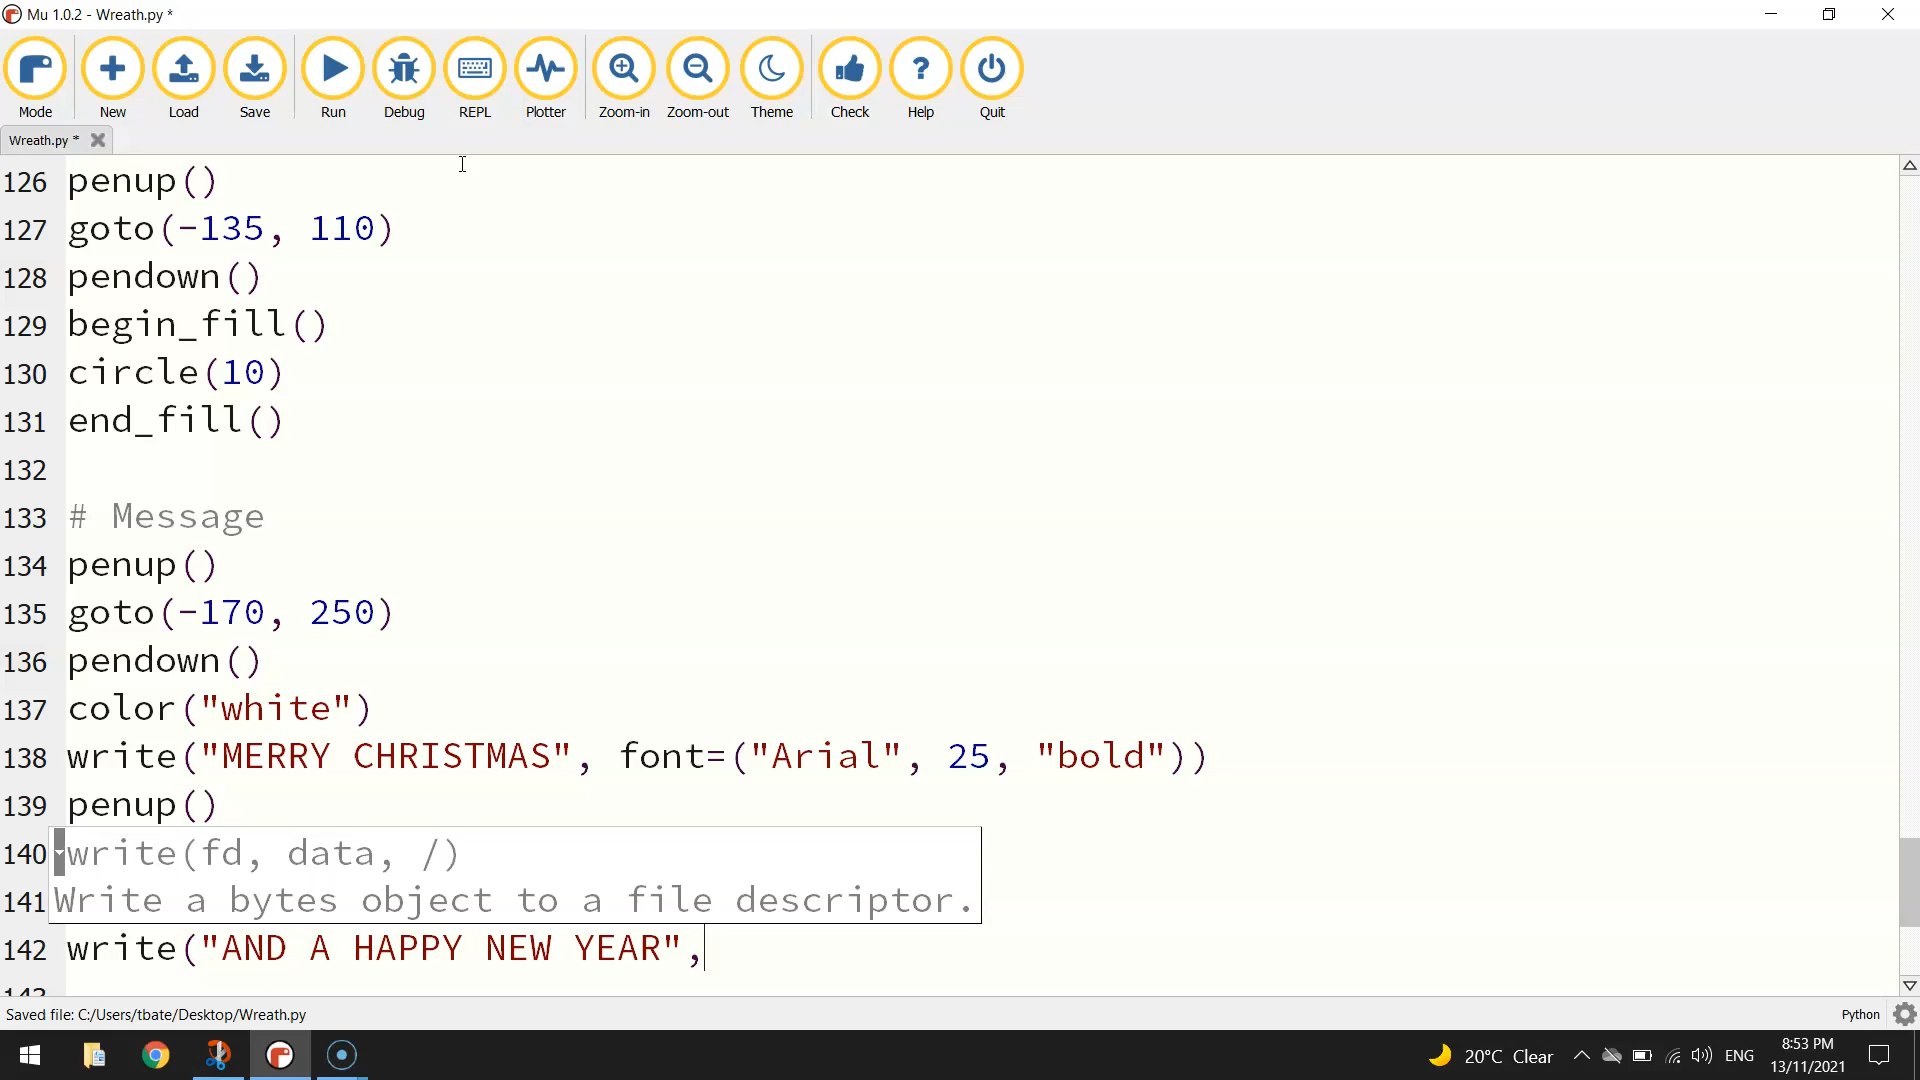 Mu 1.0.2 - Wreath.py *
Mode New Load Save Run Debug REPL Plotter Zoom-in Zoom-out Theme Check Help Quit
Wreath.py *
126 penup()
127 goto(-135, 110)
128 pendown()
129 begin_fill()
130 circle(10)
131 end_fill()
132
133 # Message
134 penup()
135 goto(-170, 250)
136 pendown()
137 color("white")
138 write("MERRY CHRISTMAS", font=("Arial", 25, "bold"))
139 penup()
140 write(fd, data, /)
141 Write a bytes object to a file descriptor.
142 write("AND A HAPPY NEW YEAR",
Saved file: C:/Users/tbate/Desktop/Wreath.py Python
20°C Clear ENG 8:53 PM
13/11/2021